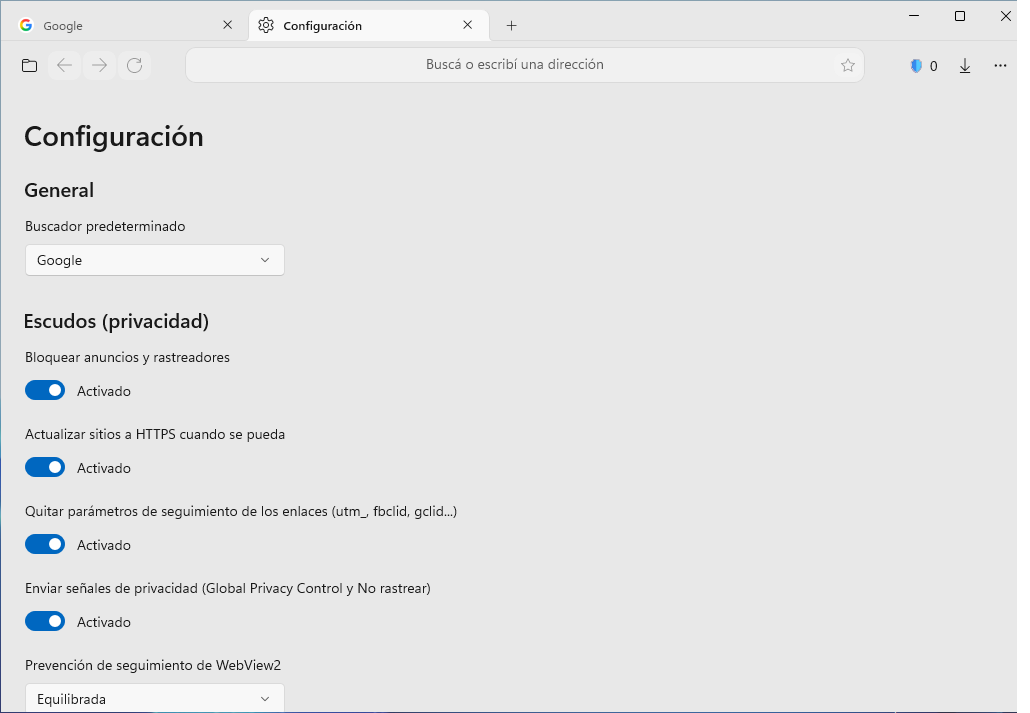 Google
Configuración
Buscá o escribí una dirección
0
Configuración
General
Buscador predeterminado
Google
Escudos (privacidad)
Bloquear anuncios y rastreadores
Activado
Actualizar sitios a HTTPS cuando se pueda
Activado
Quitar parámetros de seguimiento de los enlaces (utm_, fbclid, gclid...)
Activado
Enviar señales de privacidad (Global Privacy Control y No rastrear)
Activado
Prevención de seguimiento de WebView2
Equilibrada